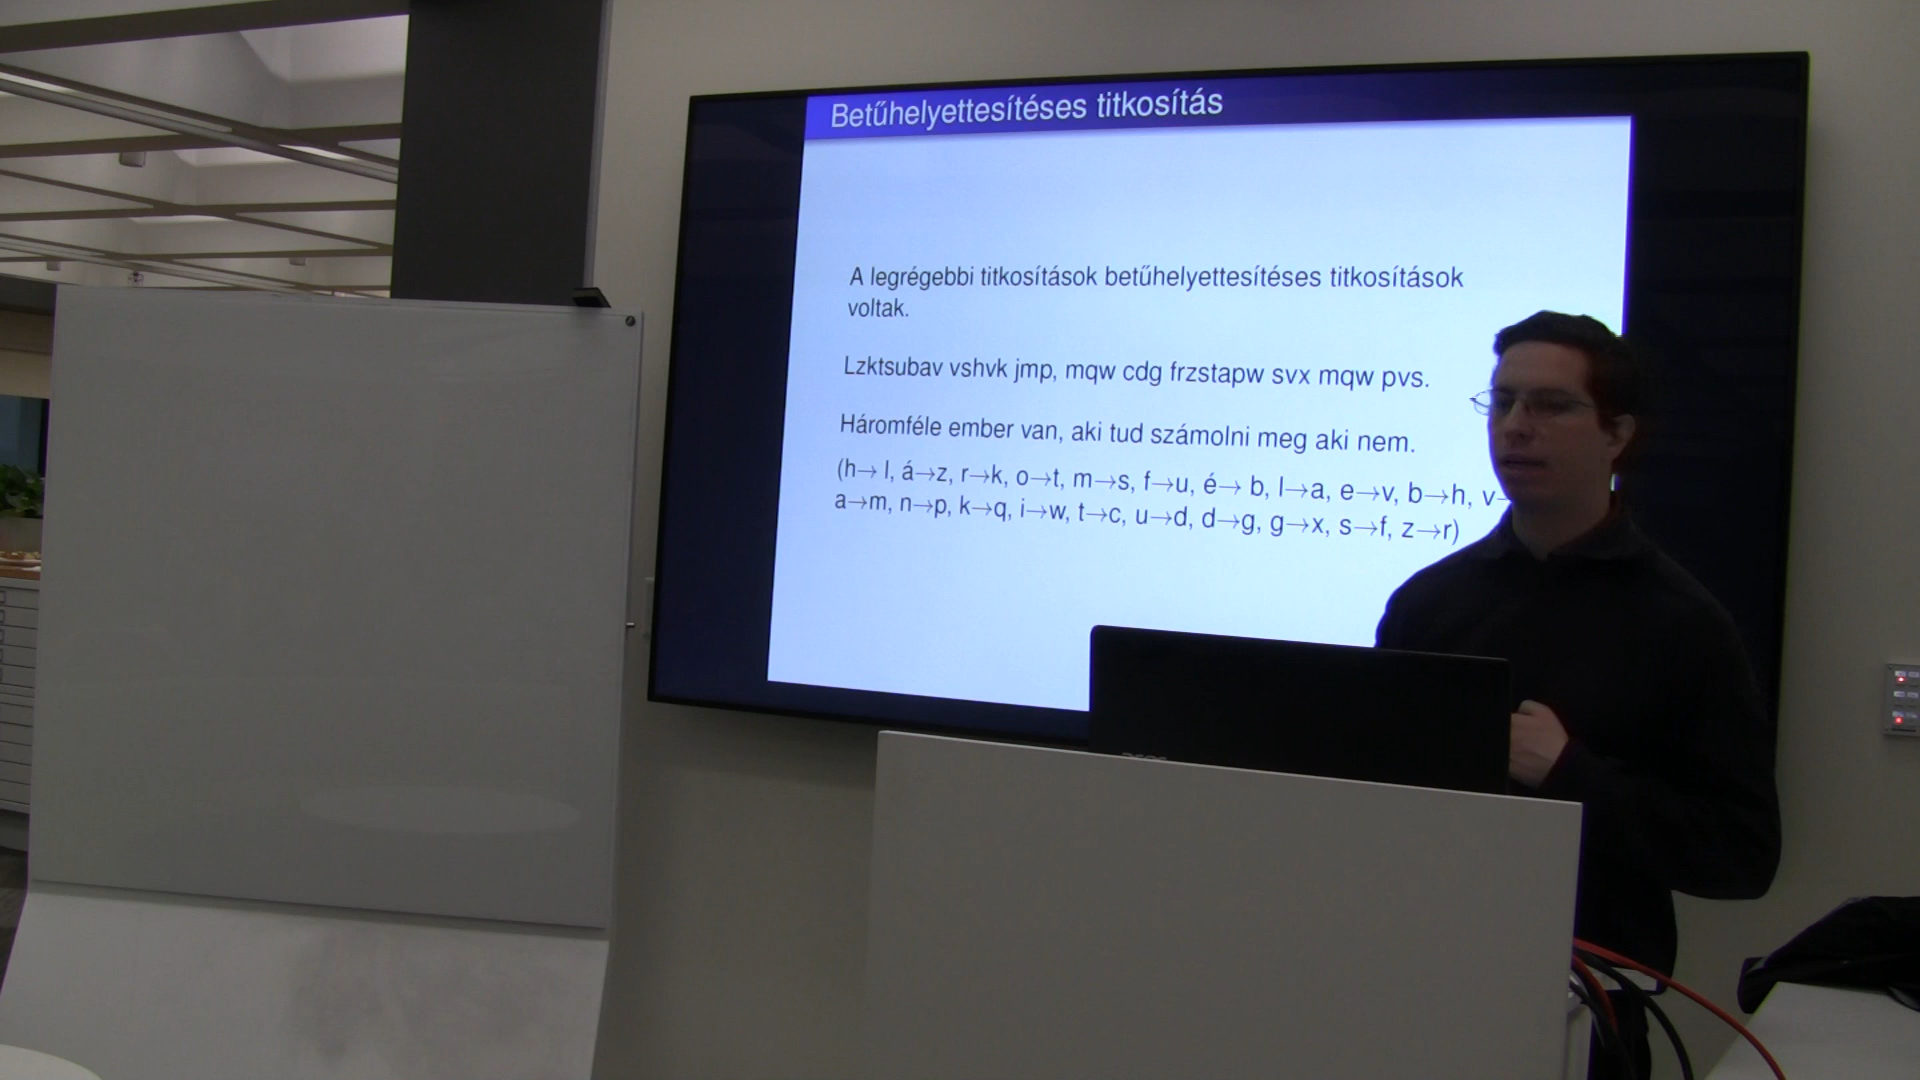 Betűhelyettesítéses titkosítás
A legrégebbi titkosítások betűhelyettesítéses titkosítások
voltak.
Lzktsubav vshvk jmp, mqw cdg frzstapw svx mqw pvs.
Háromféle ember van, aki tud számolni meg aki nem.
(h→ l, á→z, r→k, o→t, m→s, f→u, é→ b, l→a, e→v, b→h, v→
a→m, n→p, k→q, i→w, t→c, u→d, d→g, g→x, s→f, z→r)